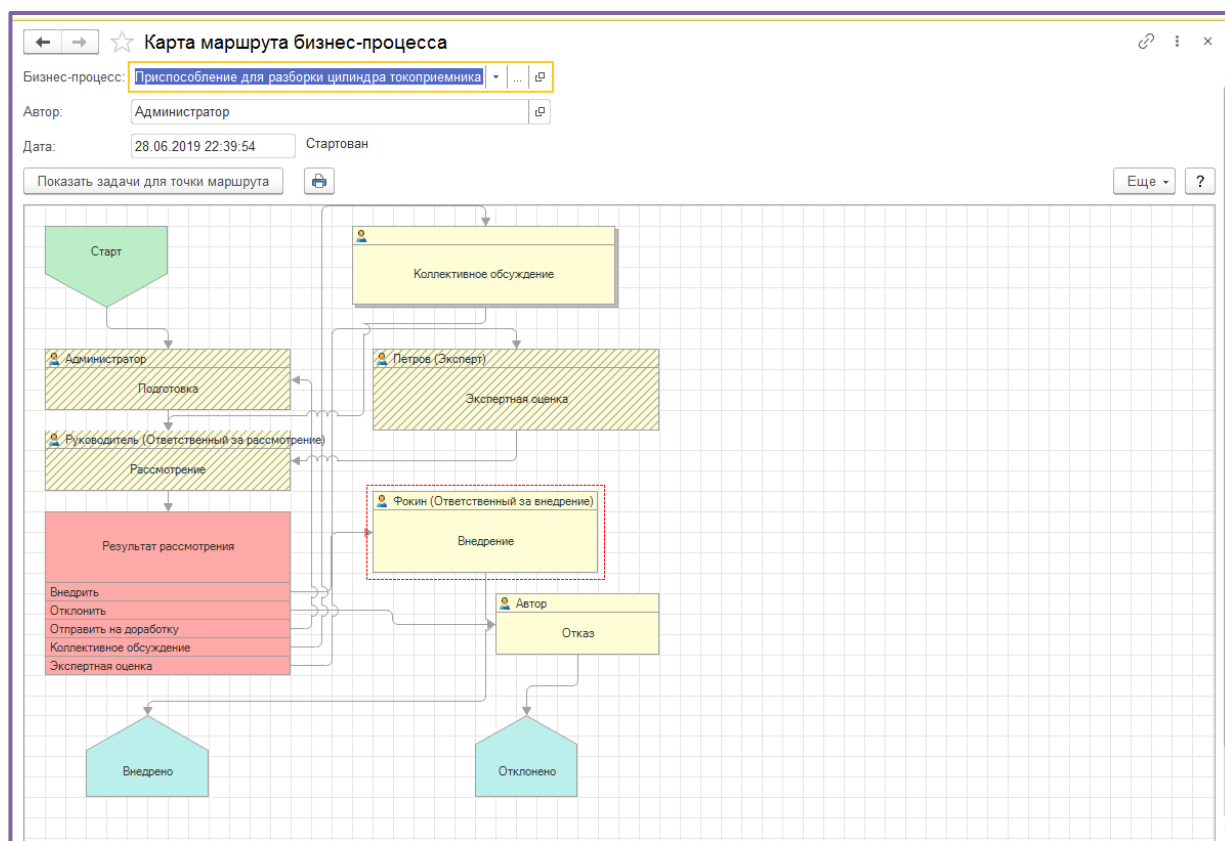 Карта маршрута бизнес-процесса
Бизнес-процесс: Приспособление для разборки цилиндра токоприемника ...
Автор: Администратор
Дата: 28.06.2019 22:39:54 Стартован
Показать задачи для точки маршрута Еще ?
Старт
Коллективное обсуждение
Администратор
Подготовка
Петров (Эксперт)
Экспертная оценка
Руководитель (Ответственный за рассмотрение)
Рассмотрение
Фокин (Ответственный за внедрение)
Внедрение
Результат рассмотрения
Внедрить
Отклонить
Отправить на доработку
Коллективное обсуждение
Экспертная оценка
Автор
Отказ
Внедрено
Отклонено